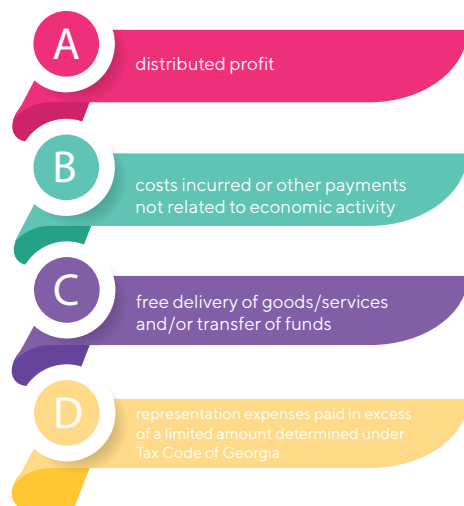 A
distributed profit
B
costs incurred or other payments
not related to economic activity
C
free delivery of goods/services
and/or transfer of funds
D
representation expenses paid in excess
of a limited amount determined under
Tax Code of Georgia